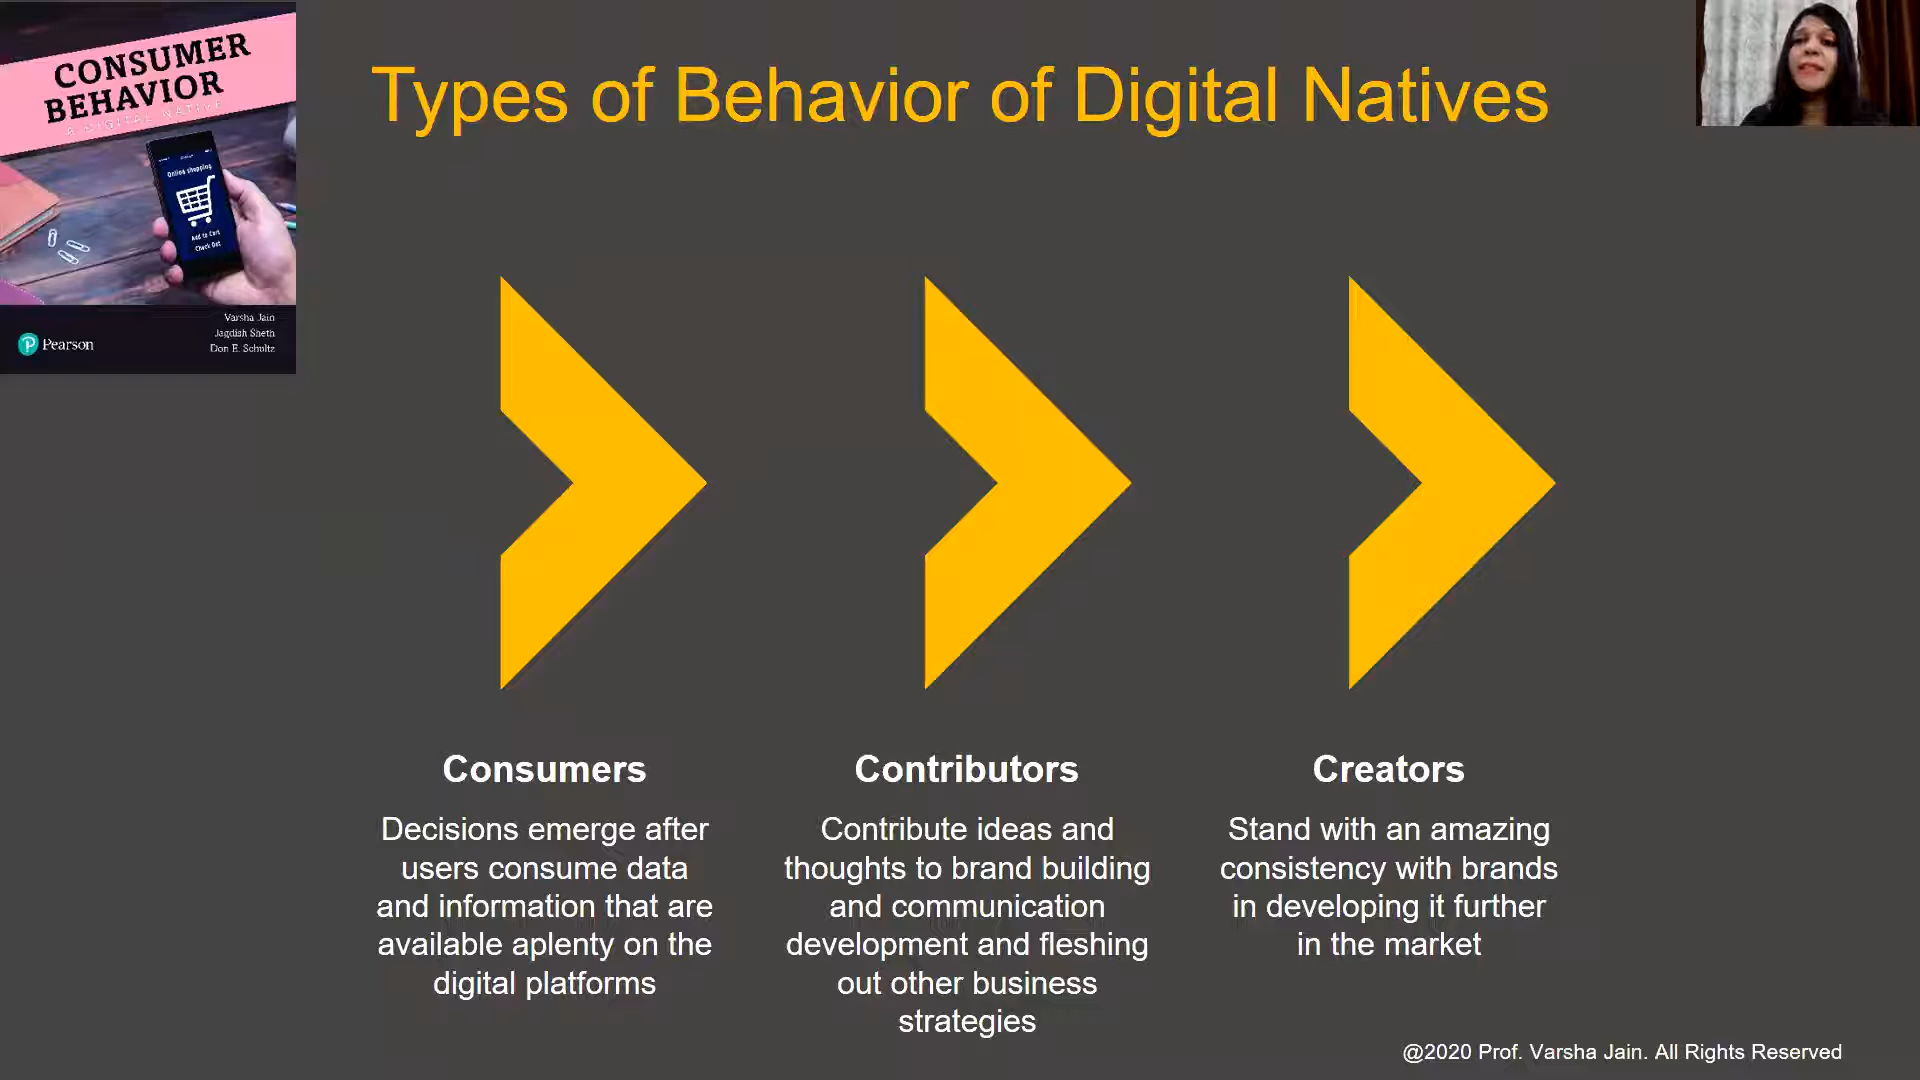 CONSUMER
BEHAVIOR
A DIGITAL NATIVE
Online shopping
Add to Cart
Check Out
Varsha Jain
Jagdish Sheth
Don E. Schultz
Pearson
Types of Behavior of Digital Natives
Consumers
Decisions emerge after
users consume data
and information that are
available aplenty on the
digital platforms
Contributors
Contribute ideas and
thoughts to brand building
and communication
development and fleshing
out other business
strategies
Creators
Stand with an amazing
consistency with brands
in developing it further
in the market
@2020 Prof. Varsha Jain. All Rights Reserved